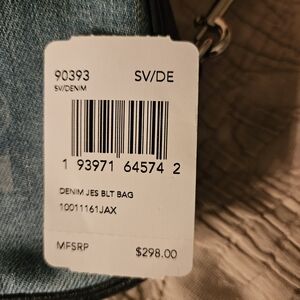 90393 SV/DE
SV/DENIM
1 93971 64574 2
DENIM JES BLT BAG
10011161JAX
MFSRP $298.00